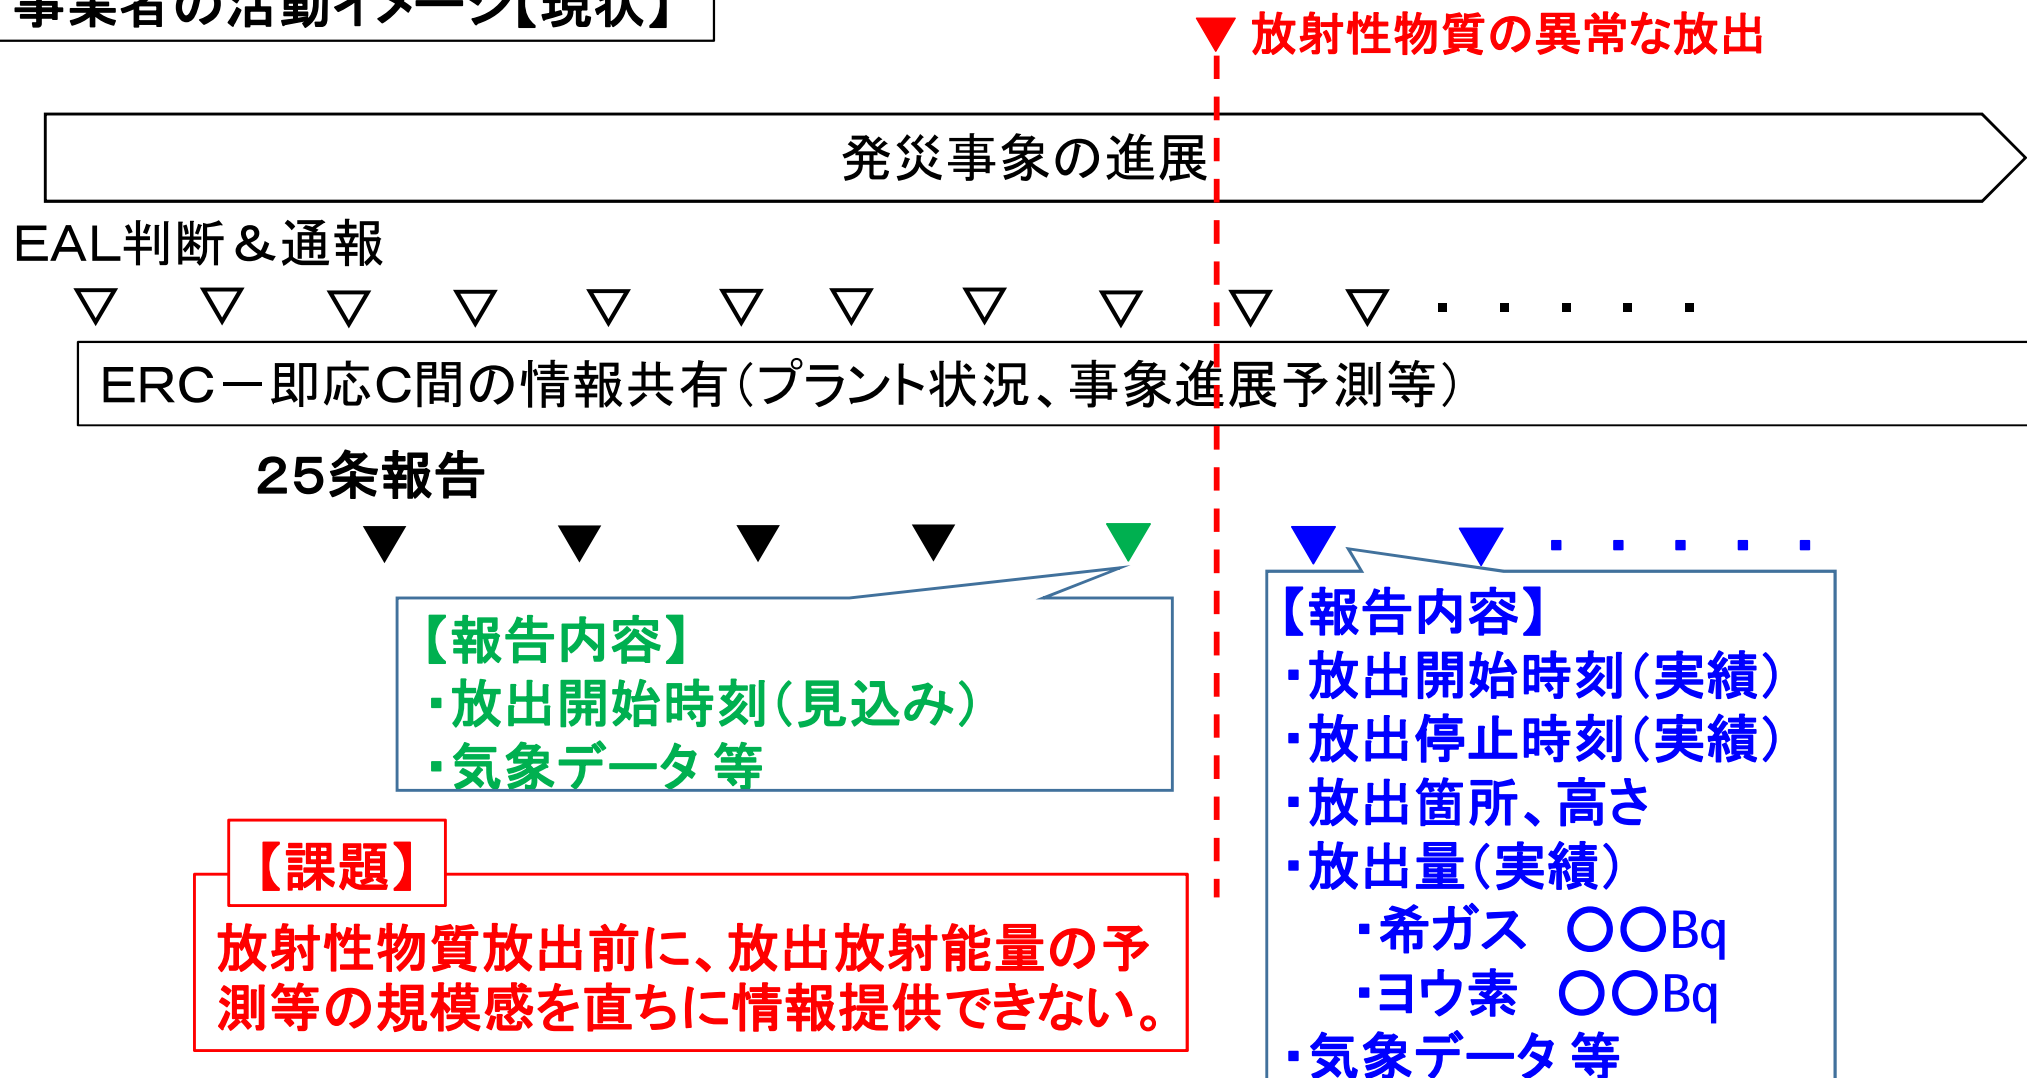 事業者の活動イメージ【現状】
▼放射性物質の異常な放出
発災事象の進展
EAL判断＆通報
▽ ▽ ▽ ▽ ▽ ▽ ▽ ▽ ▽ ▽ ▽ ・・・・・
ERC－即応C間の情報共有（プラント状況、事象進展予測等）
25条報告
▼ ▼ ▼ ▼ ▼ ▼ ▼ ・・・・・
【報告内容】
・放出開始時刻（見込み）
・気象データ 等
【課題】
放射性物質放出前に、放出放射能量の予
測等の規模感を直ちに情報提供できない。
【報告内容】
・放出開始時刻（実績）
・放出停止時刻（実績）
・放出箇所、高さ
・放出量（実績）
・希ガス　〇〇Bq
・ヨウ素　〇〇Bq
・気象データ 等